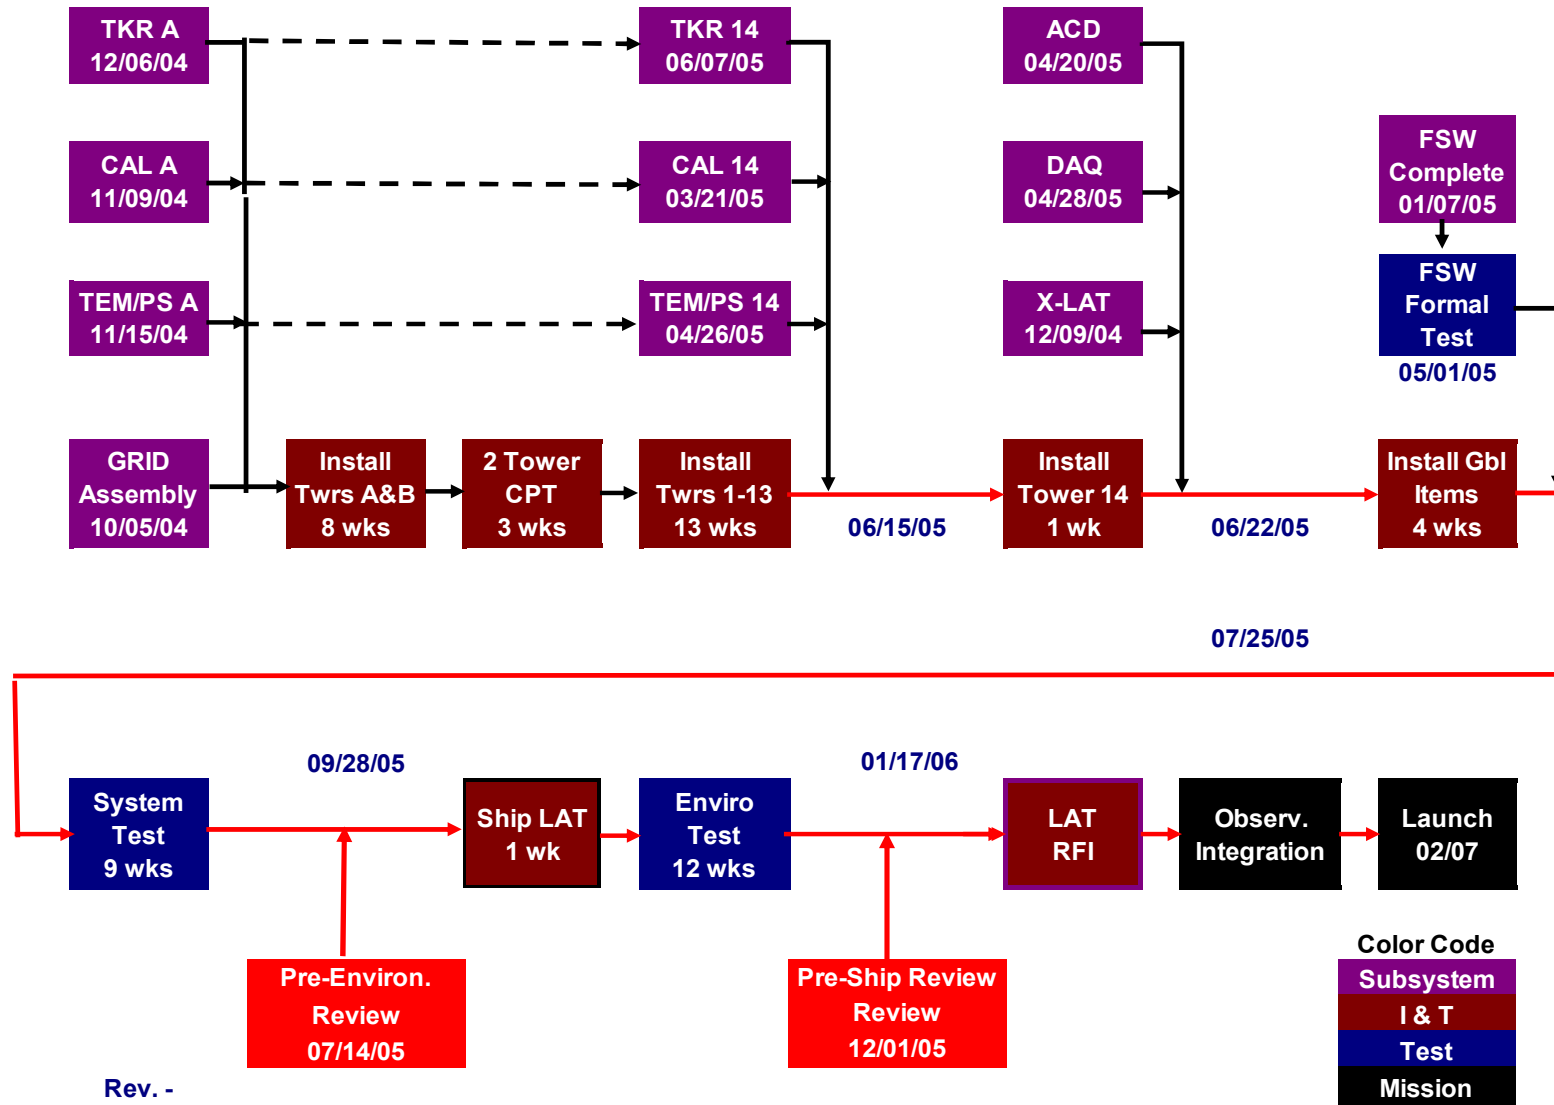 TKR A
12/06/04
TKR 14
06/07/05
ACD
04/20/05
CAL A
11/09/04
CAL 14
03/21/05
DAQ
04/28/05
FSW
Complete
01/07/05
TEM/PS A
11/15/04
TEM/PS 14
04/26/05
X-LAT
12/09/04
FSW
Formal
Test
05/01/05
GRID
Assembly
10/05/04
Install
Twrs A&B
8 wks
2 Tower
CPT
3 wks
Install
Twrs 1-13
13 wks
06/15/05
Install
Tower 14
1 wk
06/22/05
Install Gbl
Items
4 wks
07/25/05
System
Test
9 wks
09/28/05
Ship LAT
1 wk
Enviro
Test
12 wks
01/17/06
LAT
RFI
Observ.
Integration
Launch
02/07
Pre-Environ.
Review
07/14/05
Pre-Ship Review
Review
12/01/05
Color Code
Subsystem
I & T
Test
Mission
Rev. -